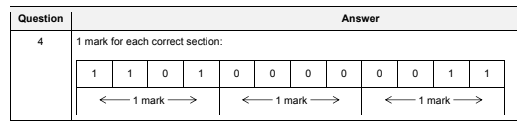 Question Answer
4 1 mark for each correct section:
1 1 0 1 0 0 0 0 0 0 1 1
1 mark 1 mark 1 mark